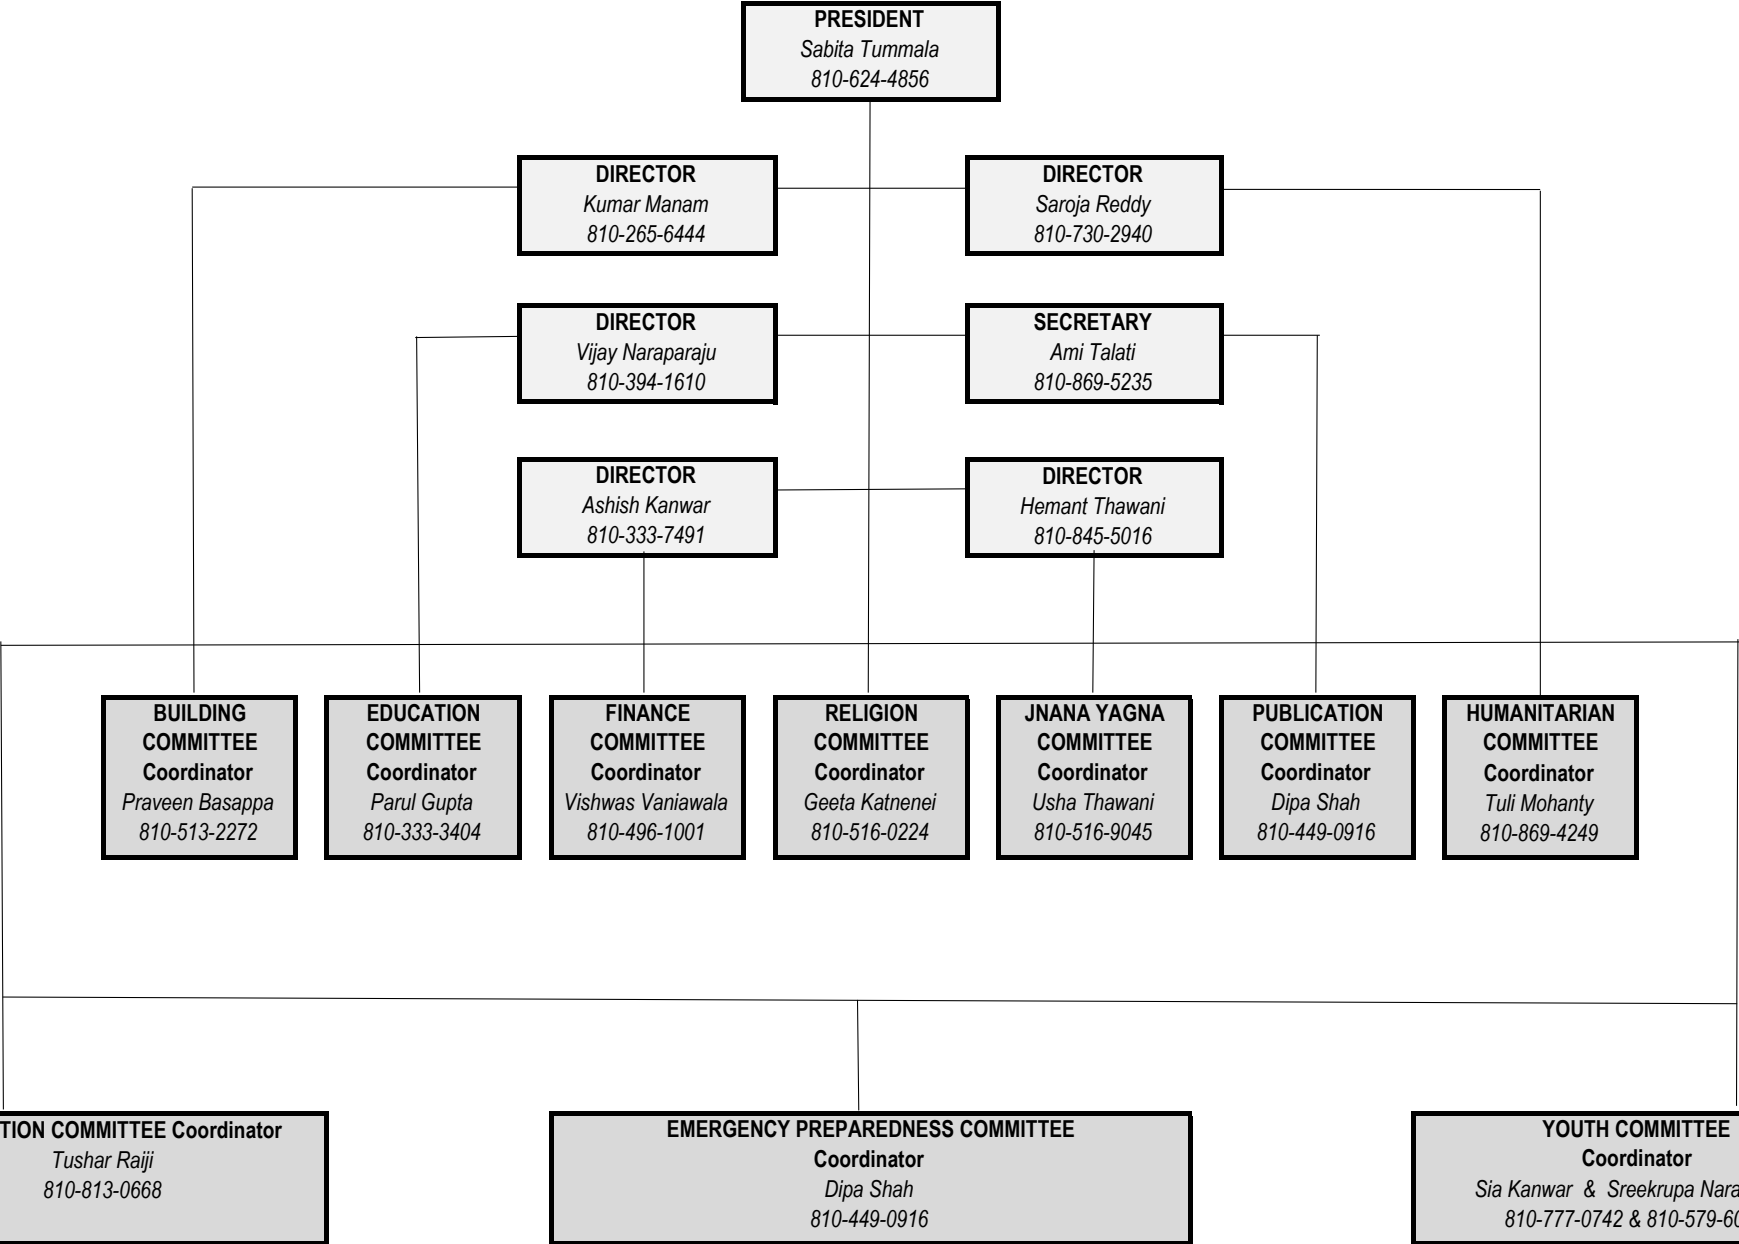 PRESIDENT
Sabita Tummala
810-624-4856
DIRECTOR
Kumar Manam
810-265-6444
DIRECTOR
Saroja Reddy
810-730-2940
DIRECTOR
Vijay Naraparaju
810-394-1610
SECRETARY
Ami Talati
810-869-5235
DIRECTOR
Ashish Kanwar
810-333-7491
DIRECTOR
Hemant Thawani
810-845-5016
BUILDING
COMMITTEE
Coordinator
Praveen Basappa
810-513-2272
EDUCATION
COMMITTEE
Coordinator
Parul Gupta
810-333-3404
FINANCE
COMMITTEE
Coordinator
Vishwas Vaniawala
810-496-1001
RELIGION
COMMITTEE
Coordinator
Geeta Katnenei
810-516-0224
JNANA YAGNA
COMMITTEE
Coordinator
Usha Thawani
810-516-9045
PUBLICATION
COMMITTEE
Coordinator
Dipa Shah
810-449-0916
HUMANITARIAN
COMMITTEE
Coordinator
Tuli Mohanty
810-869-4249
COMMITTEE Coordinator
Tushar Raiji
810-813-0668
EMERGENCY PREPAREDNESS COMMITTEE
Coordinator
Dipa Shah
810-449-0916
YOUTH COMMITTEE
Coordinator
Sia Kanwar & Sreekrupa
810-777-0742 &